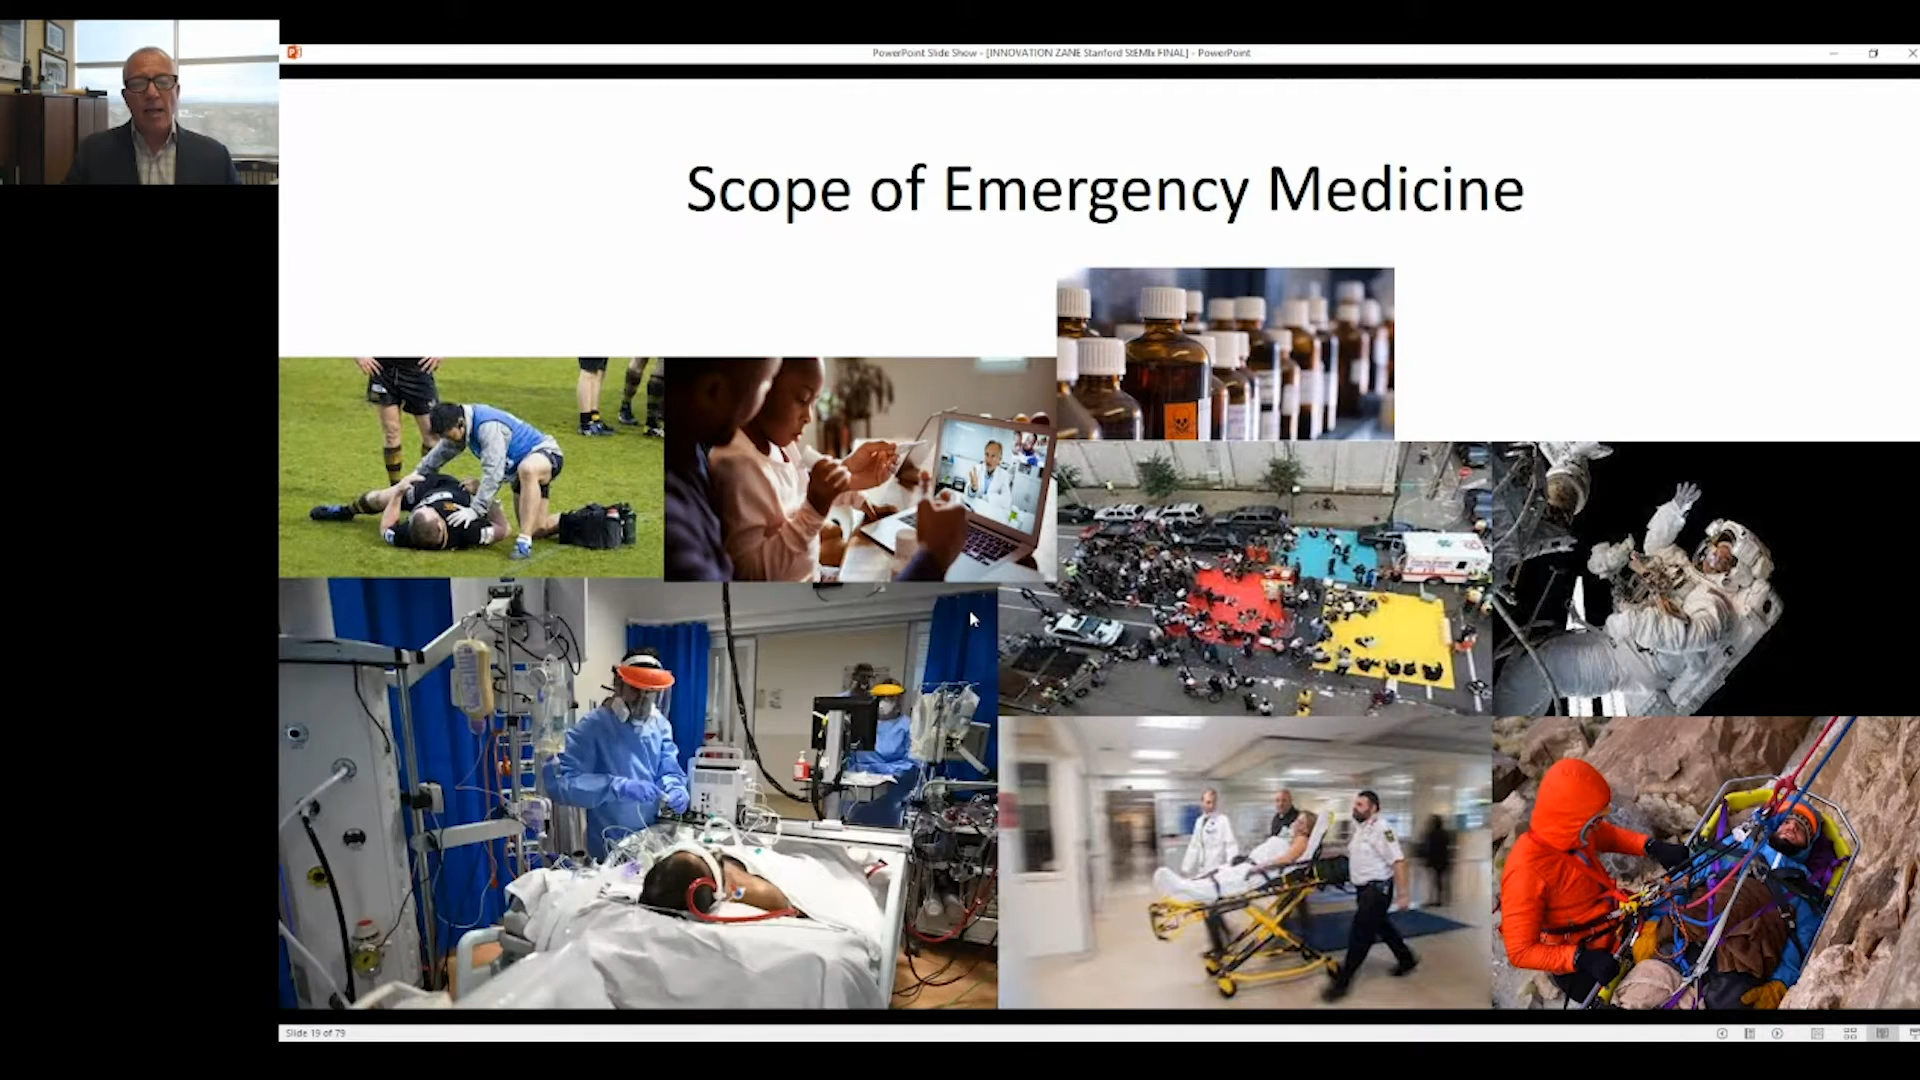 PowerPoint Slide Show - [INNOVATION ZANE Stanford StEMIx FINAL] - PowerPoint
Scope of Emergency Medicine
Slide 19 of 79